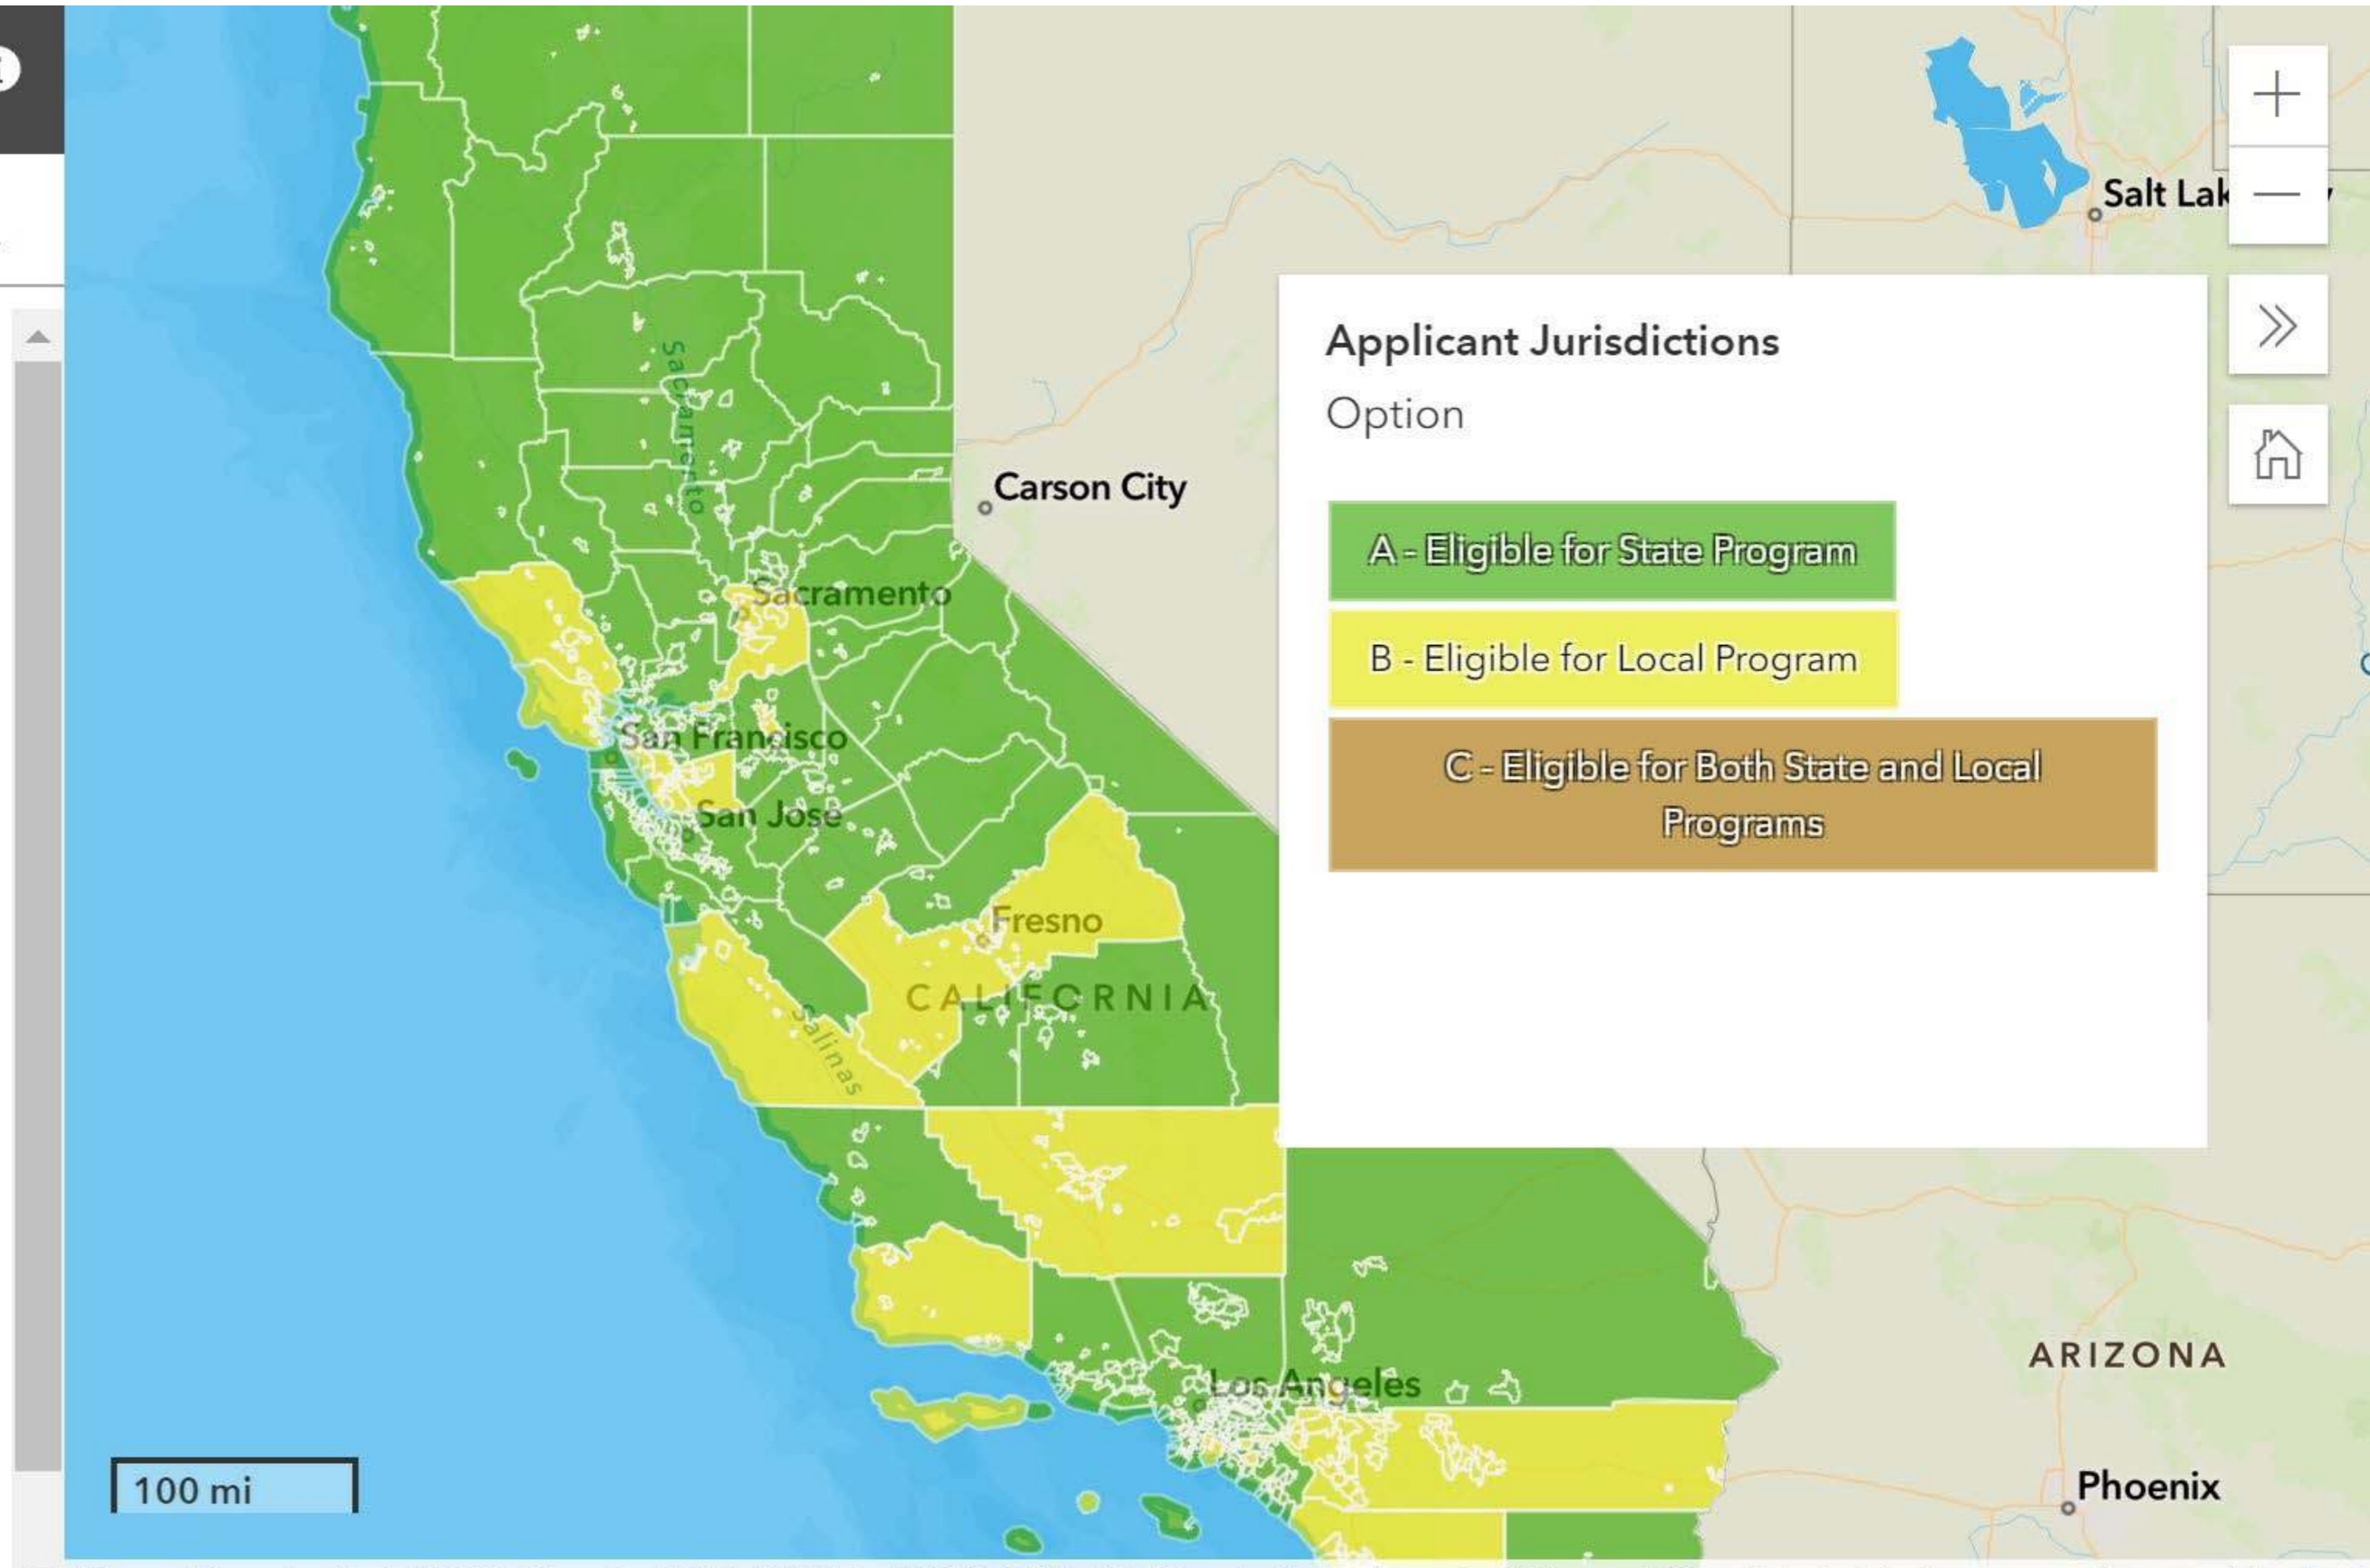 Salt Lak
Applicant Jurisdictions
Option
Carson City
A - Eligible for State Program
B - Eligible for Local Program
C - Eligible for Both State and Local
Programs
Sacramento
Sacramento
San Francisco
San Jose
Fresno
CALIFORNIA
Salinas
Los Angeles
ARIZONA
Phoenix
100 mi